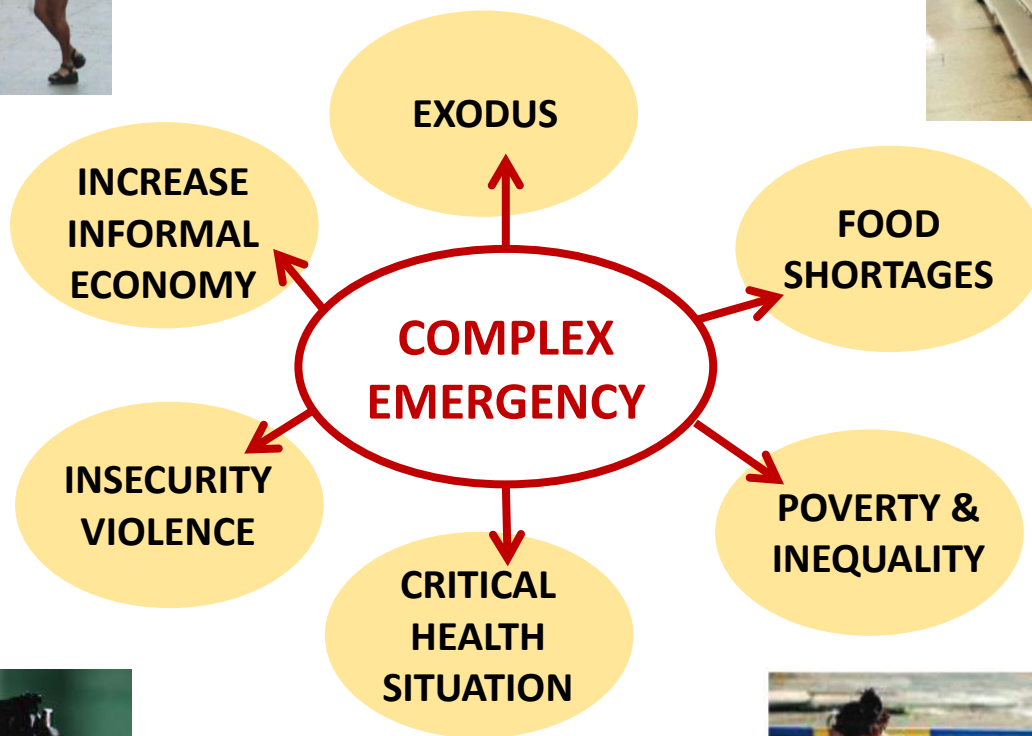 EXODUS
INCREASE
INFORMAL
ECONOMY
FOOD
SHORTAGES
COMPLEX
EMERGENCY
INSECURITY
VIOLENCE
POVERTY &
INEQUALITY
CRITICAL
HEALTH
SITUATION